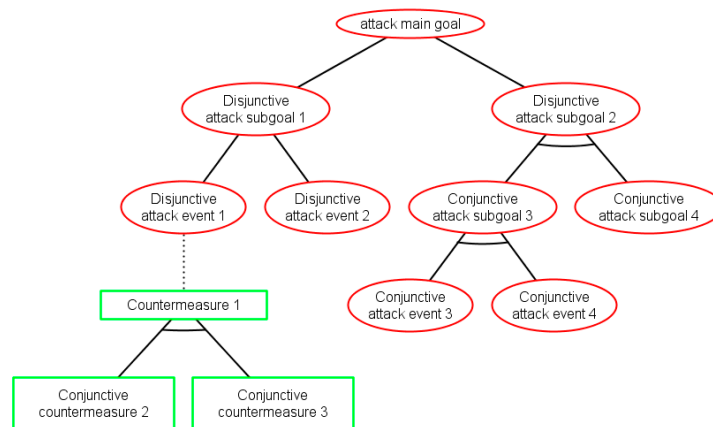 attack main goal
Disjunctive
attack subgoal 1
Disjunctive
attack subgoal 2
Disjunctive
attack event 1
Disjunctive
attack event 2
Conjunctive
attack subgoal 3
Conjunctive
attack subgoal 4
Countermeasure 1
Conjunctive
attack event 3
Conjunctive
attack event 4
Conjunctive
countermeasure 2
Conjunctive
countermeasure 3